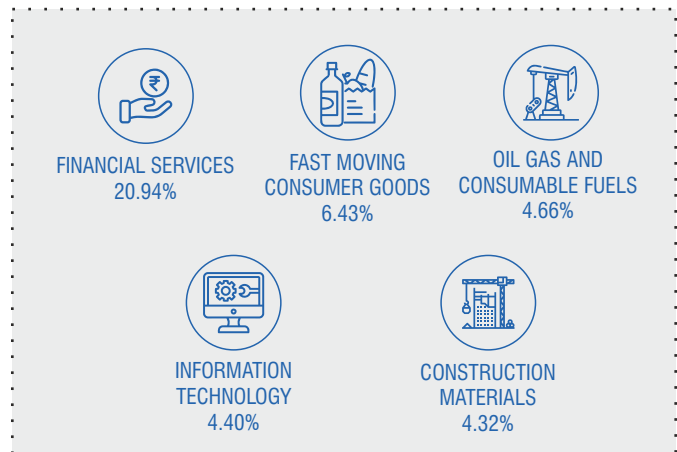 ₹
FINANCIAL SERVICES
20.94%
FAST MOVING
CONSUMER GOODS
6.43%
OIL GAS AND
CONSUMABLE FUELS
4.66%
INFORMATION
TECHNOLOGY
4.40%
CONSTRUCTION
MATERIALS
4.32%